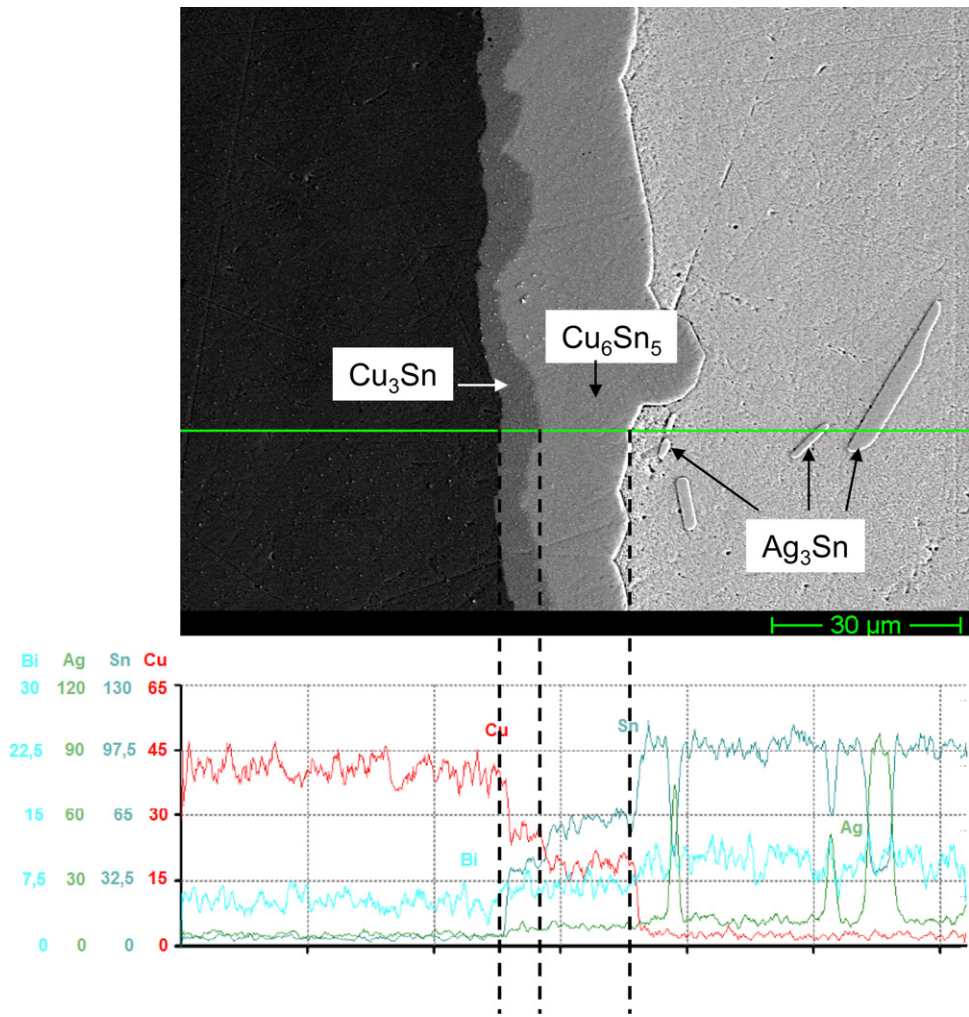 Cu₆Sn₅
Cu₃Sn
Ag₃Sn
30 µm
Bi Ag Sn Cu
30 120 130 65
22,5 90 97,5 45
15 60 65 30
7,5 30 32,5 15
0 0 0 0
Cu
Sn
Bi
Ag